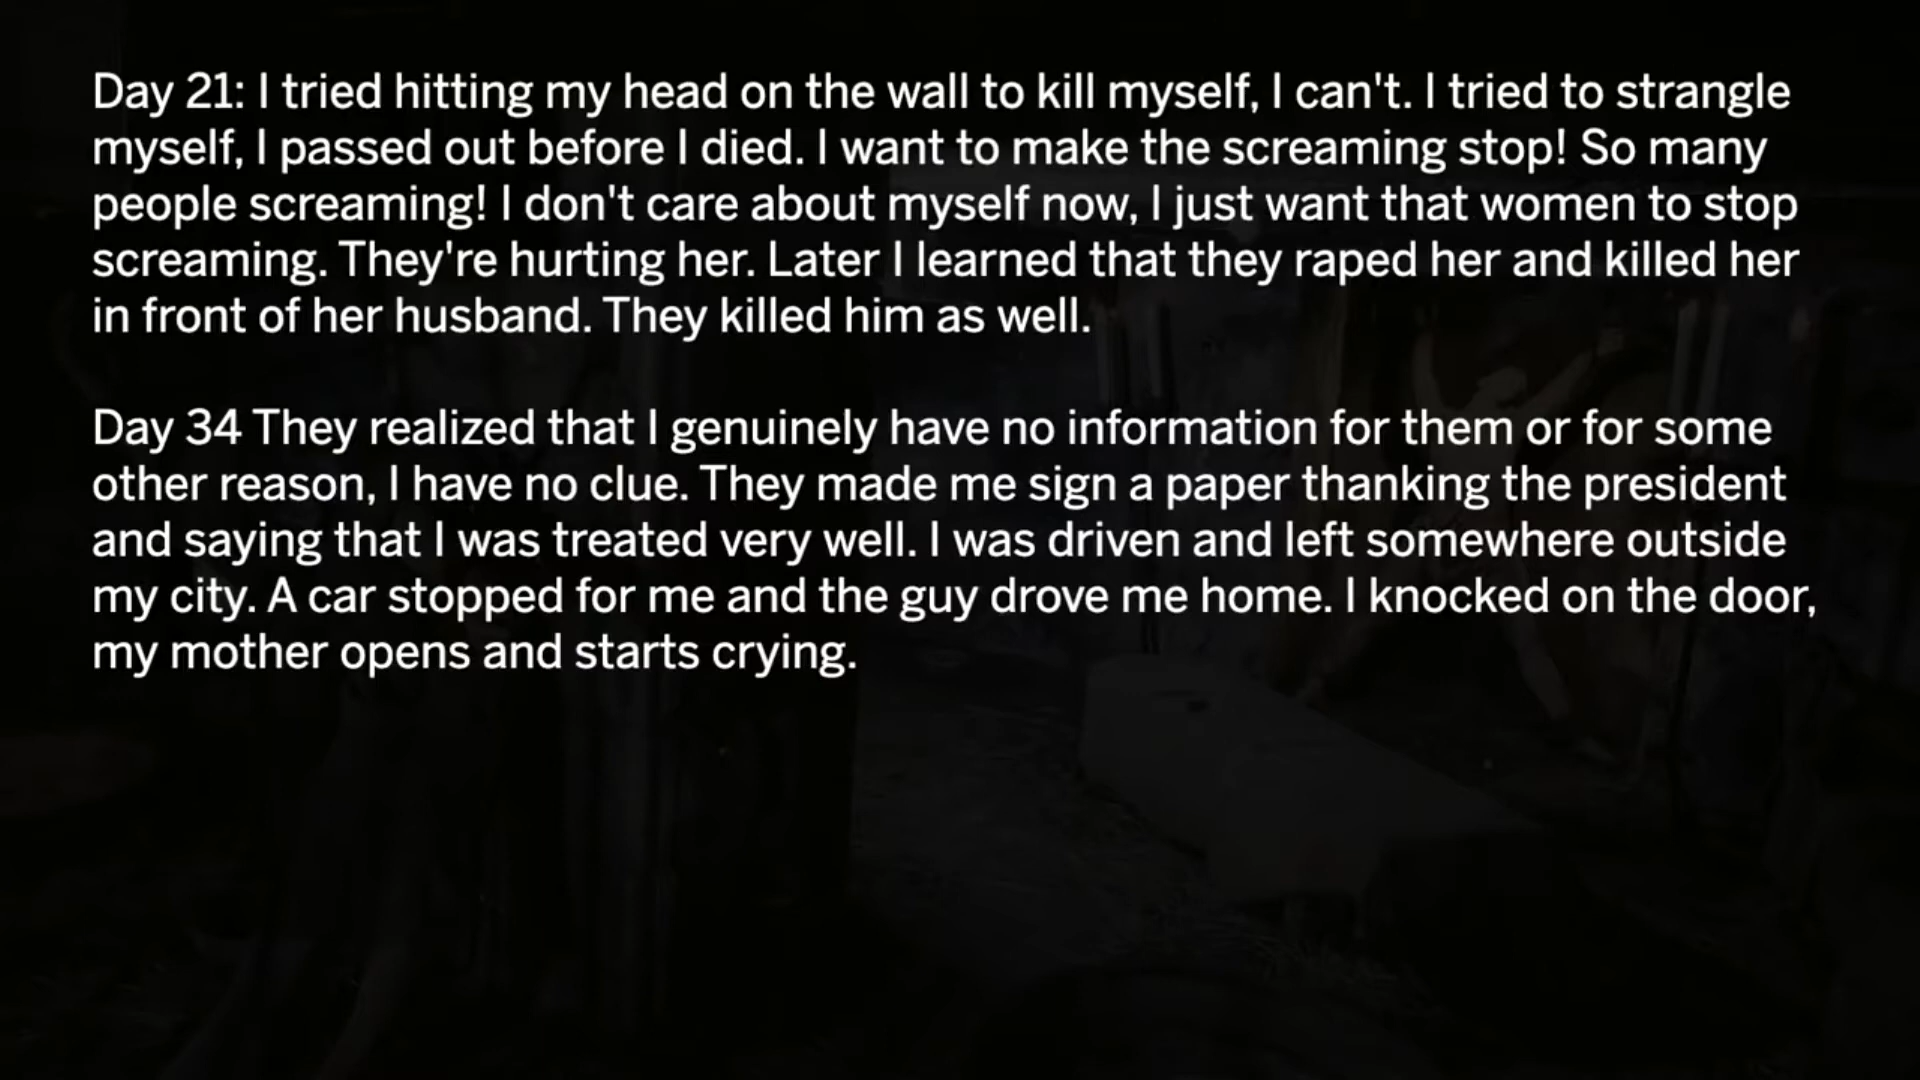 Day 21: I tried hitting my head on the wall to kill myself, I can't. I tried to strangle
myself, I passed out before I died. I want to make the screaming stop! So many
people screaming! I don't care about myself now, I just want that women to stop
screaming. They're hurting her. Later I learned that they raped her and killed her
in front of her husband. They killed him as well.
Day 34 They realized that I genuinely have no information for them or for some
other reason, I have no clue. They made me sign a paper thanking the president
and saying that I was treated very well. I was driven and left somewhere outside
my city. A car stopped for me and the guy drove me home. I knocked on the door,
my mother opens and starts crying.